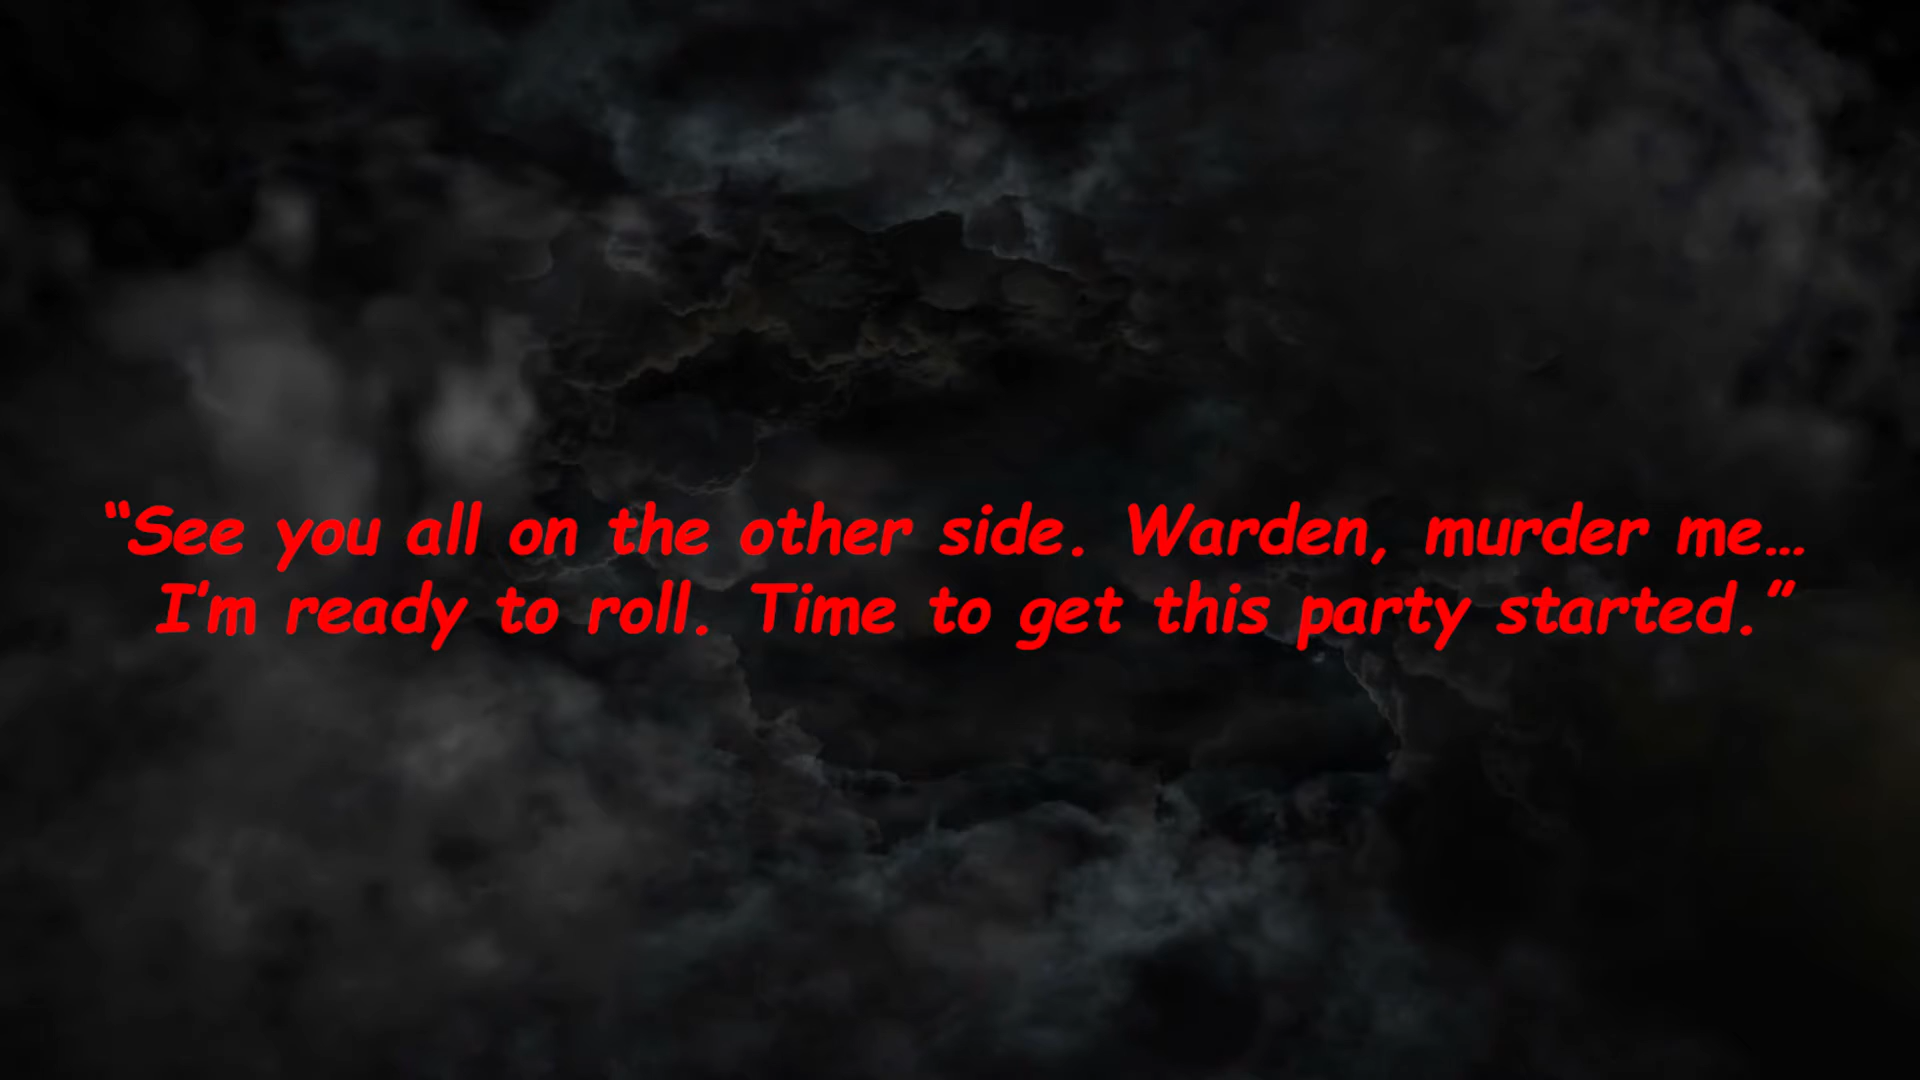 “See you all on the other side. Warden, murder me…
I’m ready to roll. Time to get this party started.”